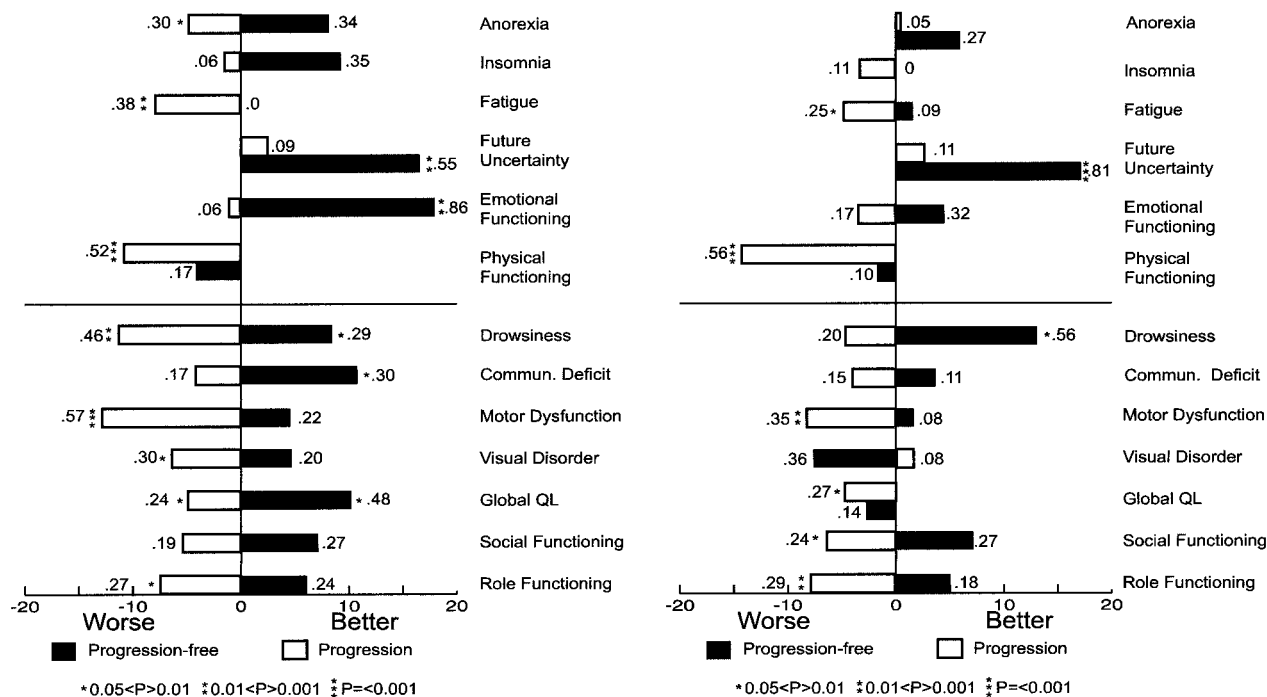 .30 * .34 Anorexia
.06 .35 Insomnia
.38 ** .0 Fatigue
.09 Future
**.55 Uncertainty
.06 **.86 Emotional
Functioning
.52 *** Physical
.17 Functioning
.46 ** * .29 Drowsiness
.17 * .30 Commun. Deficit
.57 *** .22 Motor Dysfunction
.30 * .20 Visual Disorder
.24 * * .48 Global QL
.19 .27 Social Functioning
.27 * .24 Role Functioning
-20 -10 0 10 20
Worse Better
Progression-free Progression
*0.05<P>0.01 **0.01<P>0.001 ***P=<0.001
.05 Anorexia
.27
.11 0 Insomnia
.25 * .09 Fatigue
.11 Future
***.81 Uncertainty
.17 .32 Emotional
Functioning
.56 *** Physical
.10 Functioning
.20 * .56 Drowsiness
.15 .11 Commun. Deficit
.35 ** .08 Motor Dysfunction
.36 .08 Visual Disorder
.27 * Global QL
.14
.24 * .27 Social Functioning
.29 ** .18 Role Functioning
-20 -10 0 10 20
Worse Better
Progression-free Progression
*0.05<P>0.01 **0.01<P>0.001 ***P=<0.001